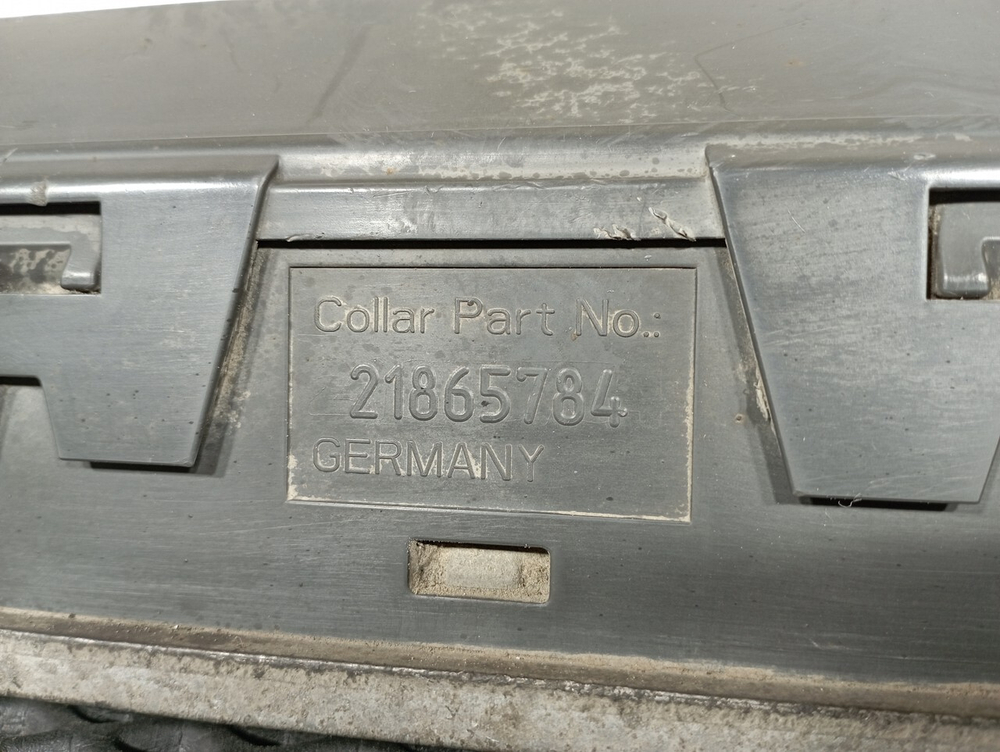 Collar Part No.:
21865784
GERMANY